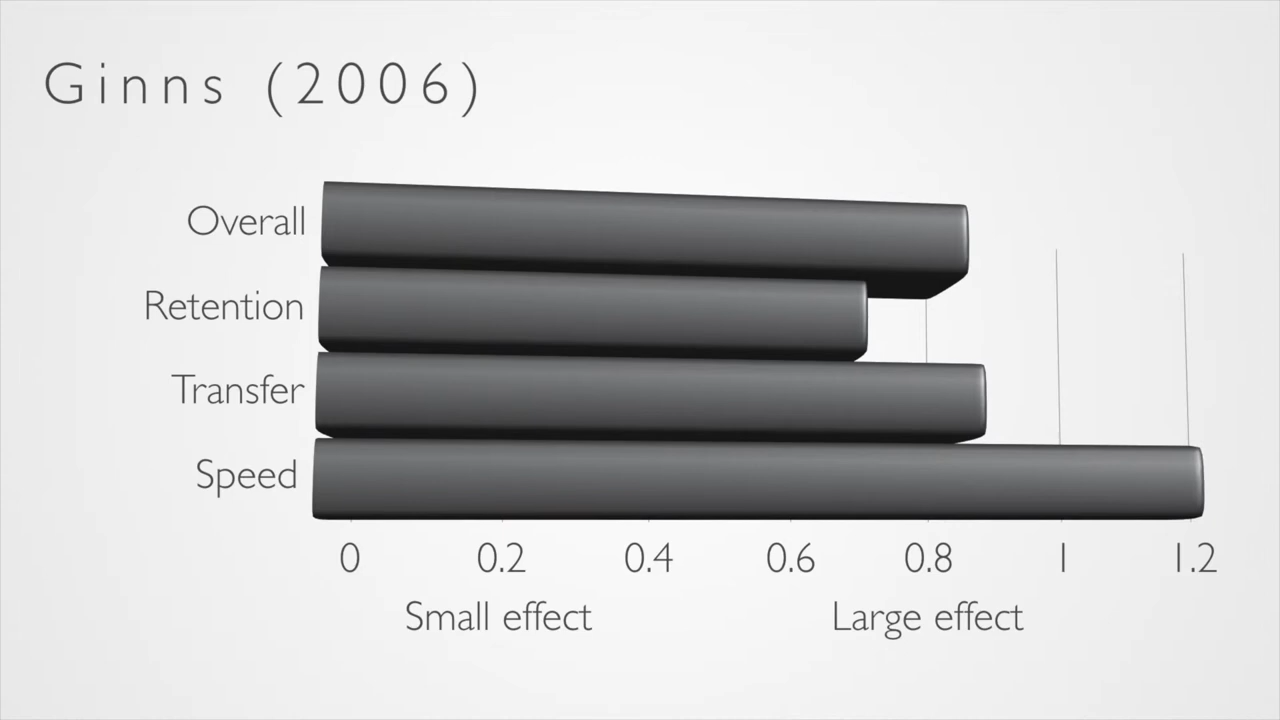 Ginns (2006)
Overall
Retention
Transfer
Speed
0 0.2 0.4 0.6 0.8 1 1.2
Small effect Large effect